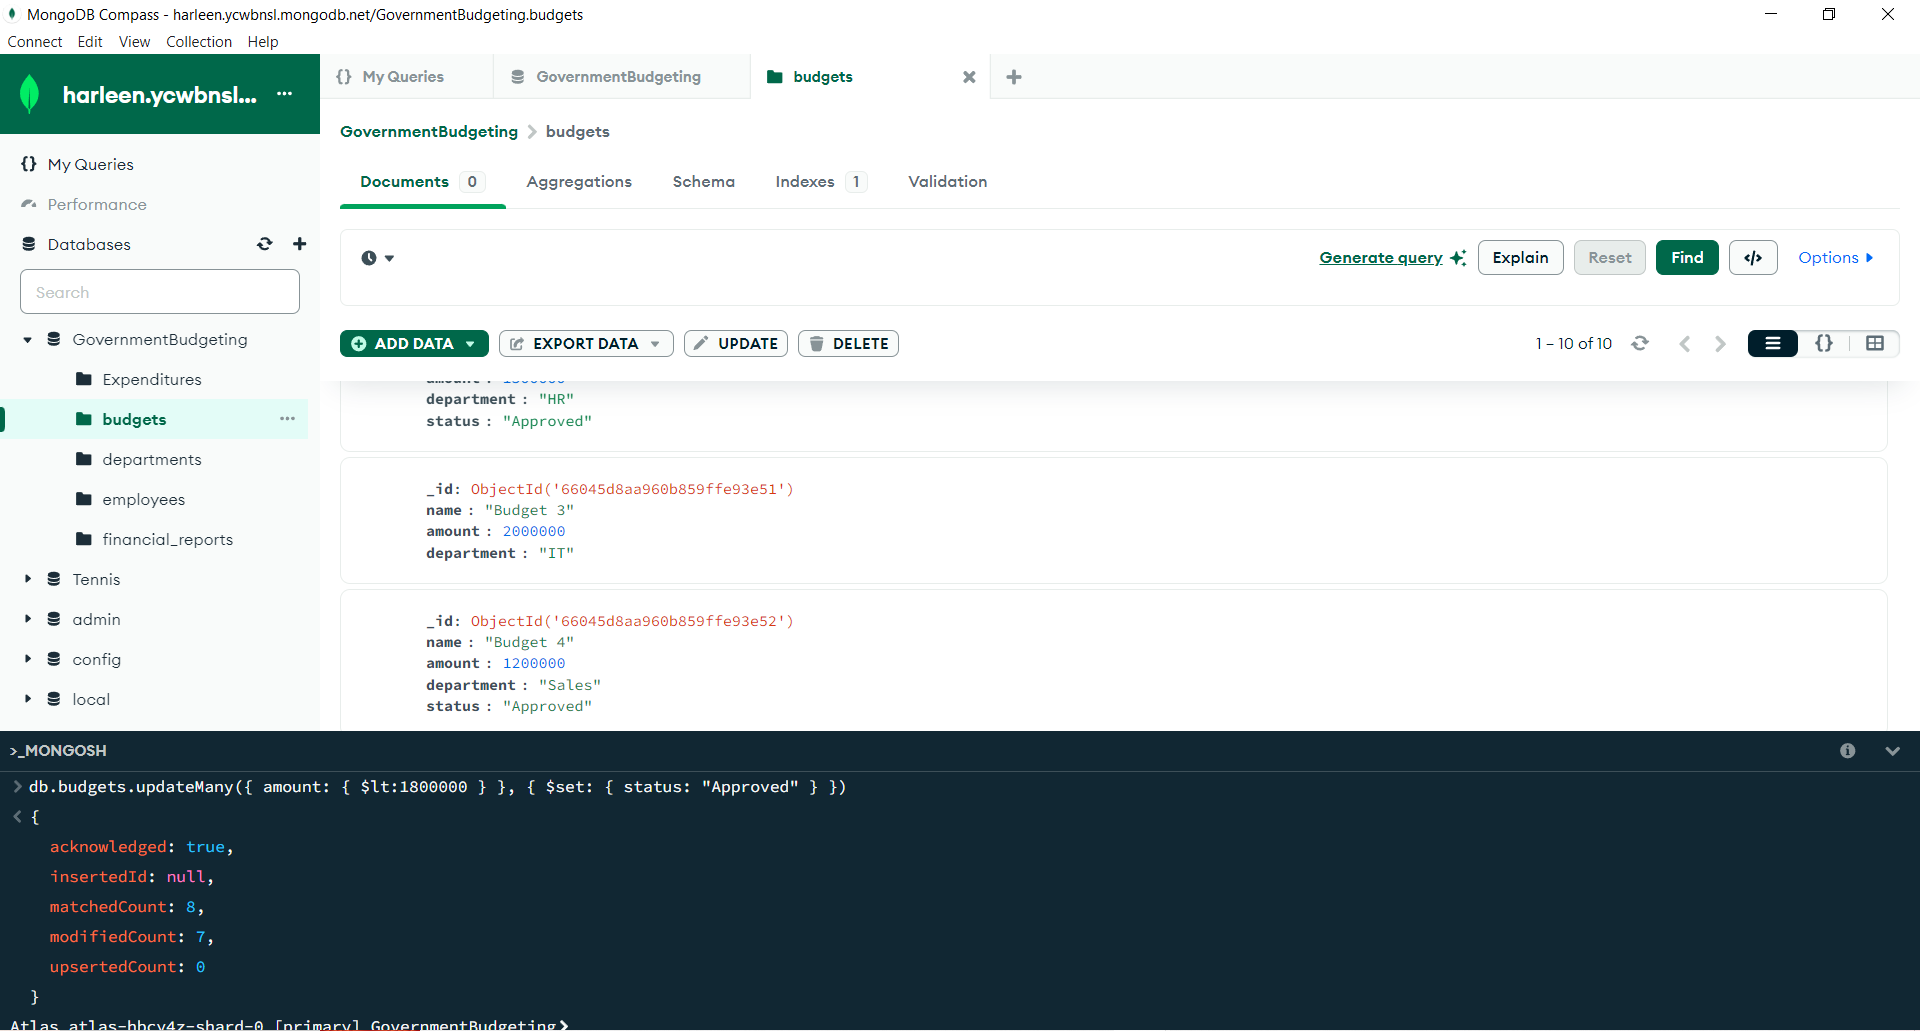 MongoDB Compass - harleen.ycwbnsl.mongodb.net/GovernmentBudgeting.budgets
Connect Edit View Collection Help
harleen.ycwbnsl... ...
{} My Queries
GovernmentBudgeting
budgets
GovernmentBudgeting > budgets
Documents 0
Aggregations
Schema
Indexes 1
Validation
{} My Queries
Performance
Databases
Search
GovernmentBudgeting
Expenditures
budgets ...
departments
employees
financial_reports
Tennis
admin
config
local
Generate query
Explain
Reset
Find
</>
Options
ADD DATA
EXPORT DATA
UPDATE
DELETE
1 – 10 of 10
{}
amount : 1500000
department : "HR"
status : "Approved"
_id: ObjectId('66045d8aa960b859ffe93e51')
name : "Budget 3"
amount : 2000000
department : "IT"
_id: ObjectId('66045d8aa960b859ffe93e52')
name : "Budget 4"
amount : 1200000
department : "Sales"
status : "Approved"
>_MONGOSH
> db.budgets.updateMany({ amount: { $lt:1800000 } }, { $set: { status: "Approved" } })
< {
acknowledged: true,
insertedId: null,
matchedCount: 8,
modifiedCount: 7,
upsertedCount: 0
}
Atlas atlas-hbcy4z-shard-0 [primary] GovernmentBudgeting>